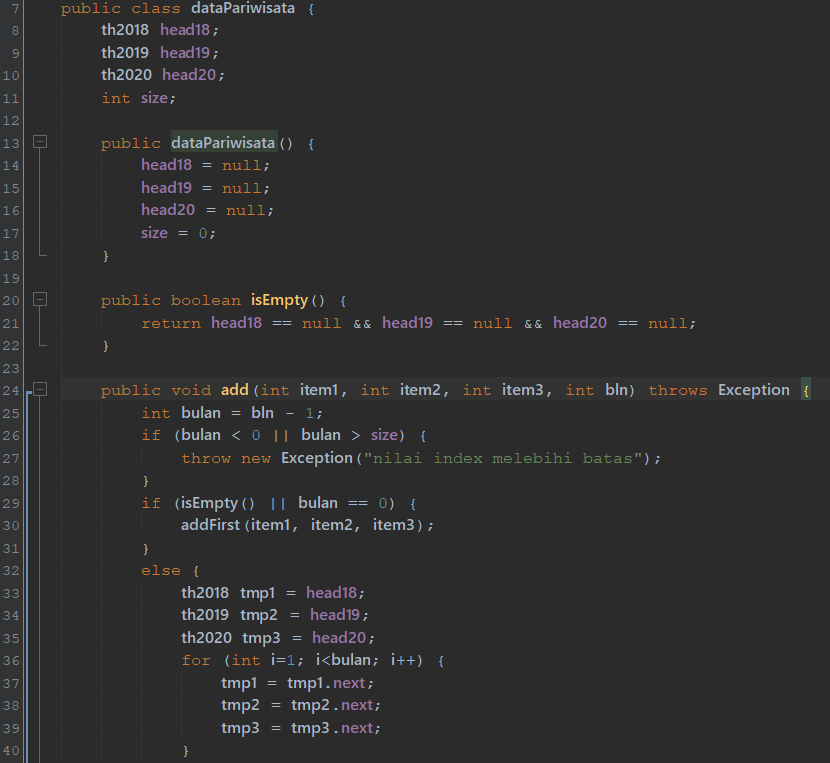 7 public class dataPariwisata {
8 th2018 head18;
9 th2019 head19;
10 th2020 head20;
11 int size;
12
13 public dataPariwisata() {
14 head18 = null;
15 head19 = null;
16 head20 = null;
17 size = 0;
18 }
19
20 public boolean isEmpty() {
21 return head18 == null && head19 == null && head20 == null;
22 }
23
24 public void add(int item1, int item2, int item3, int bln) throws Exception {
25 int bulan = bln - 1;
26 if (bulan < 0 || bulan > size) {
27 throw new Exception("nilai index melebihi batas");
28 }
29 if (isEmpty() || bulan == 0) {
30 addFirst(item1, item2, item3);
31 }
32 else {
33 th2018 tmp1 = head18;
34 th2019 tmp2 = head19;
35 th2020 tmp3 = head20;
36 for (int i=1; i<bulan; i++) {
37 tmp1 = tmp1.next;
38 tmp2 = tmp2.next;
39 tmp3 = tmp3.next;
40 }